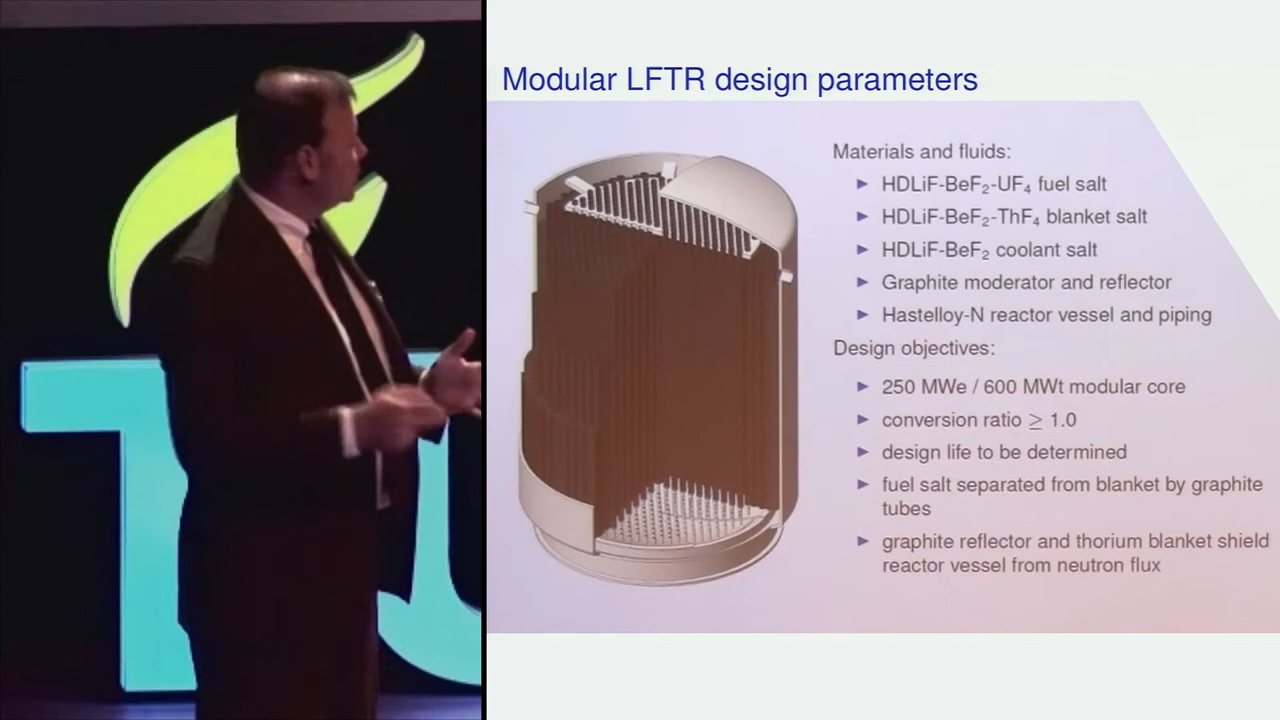 Modular LFTR design parameters
Materials and fluids:
► HDLiF-BeF₂-UF₄ fuel salt
► HDLiF-BeF₂-ThF₄ blanket salt
► HDLiF-BeF₂ coolant salt
► Graphite moderator and reflector
► Hastelloy-N reactor vessel and piping
Design objectives:
► 250 MWe / 600 MWt modular core
► conversion ratio ≥ 1.0
► design life to be determined
► fuel salt separated from blanket by graphite
tubes
► graphite reflector and thorium blanket shield
reactor vessel from neutron flux